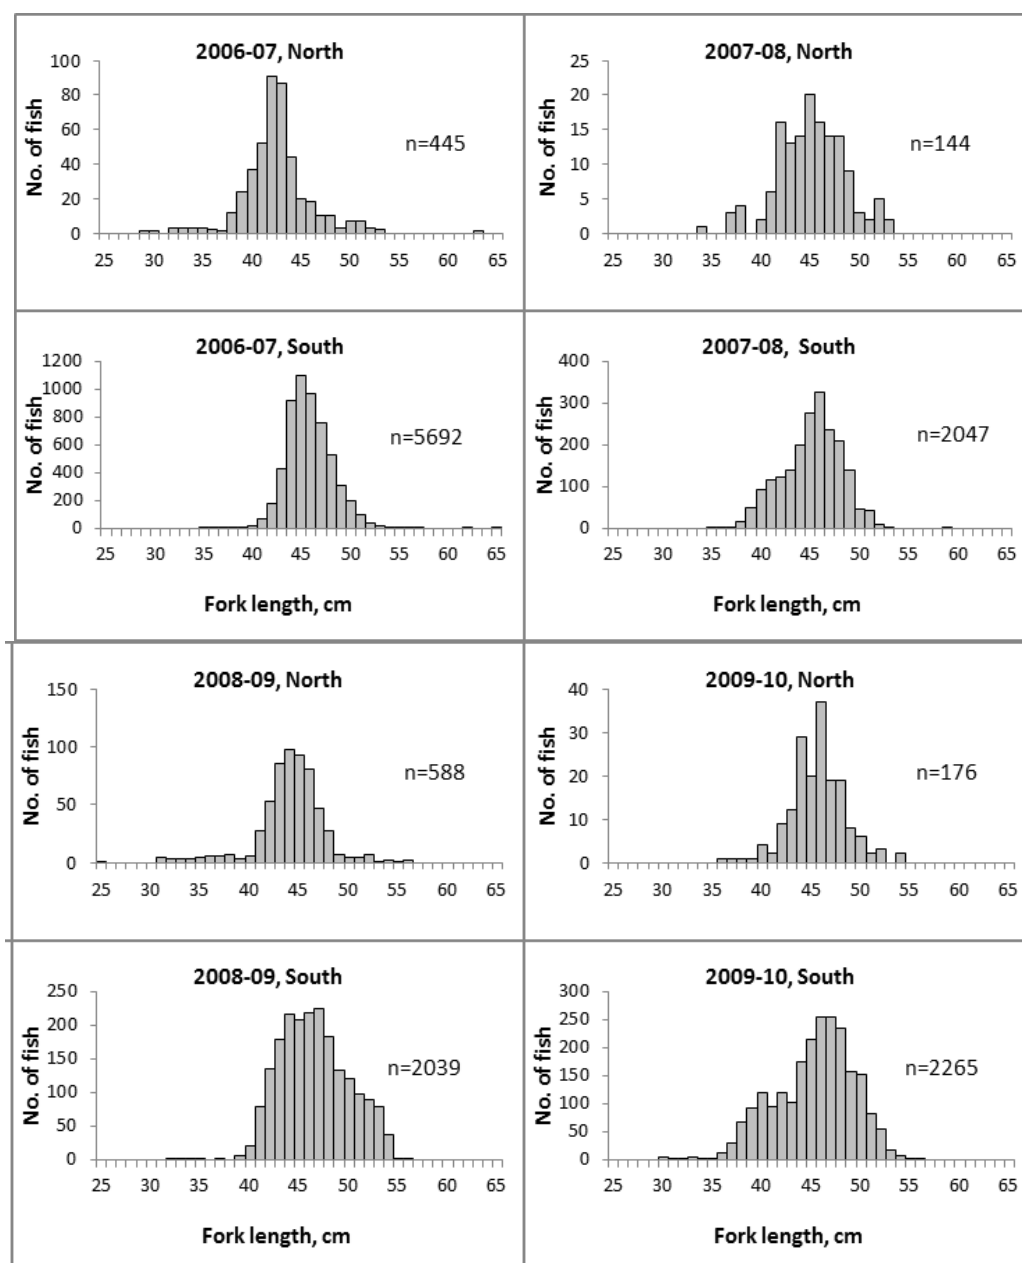 2006-07, North
No. of fish
100
80
60
40
20
0
n=445
25 30 35 40 45 50 55 60 65
2007-08, North
No. of fish
25
20
15
10
5
0
n=144
25 30 35 40 45 50 55 60 65
2006-07, South
No. of fish
1200
1000
800
600
400
200
0
n=5692
25 30 35 40 45 50 55 60 65
Fork length, cm
2007-08, South
No. of fish
400
300
200
100
0
n=2047
25 30 35 40 45 50 55 60 65
Fork length, cm
2008-09, North
No. of fish
150
100
50
0
n=588
25 30 35 40 45 50 55 60 65
2009-10, North
No. of fish
40
30
20
10
0
n=176
25 30 35 40 45 50 55 60 65
2008-09, South
No. of fish
250
200
150
100
50
0
n=2039
25 30 35 40 45 50 55 60 65
Fork length, cm
2009-10, South
No. of fish
300
250
200
150
100
50
0
n=2265
25 30 35 40 45 50 55 60 65
Fork length, cm